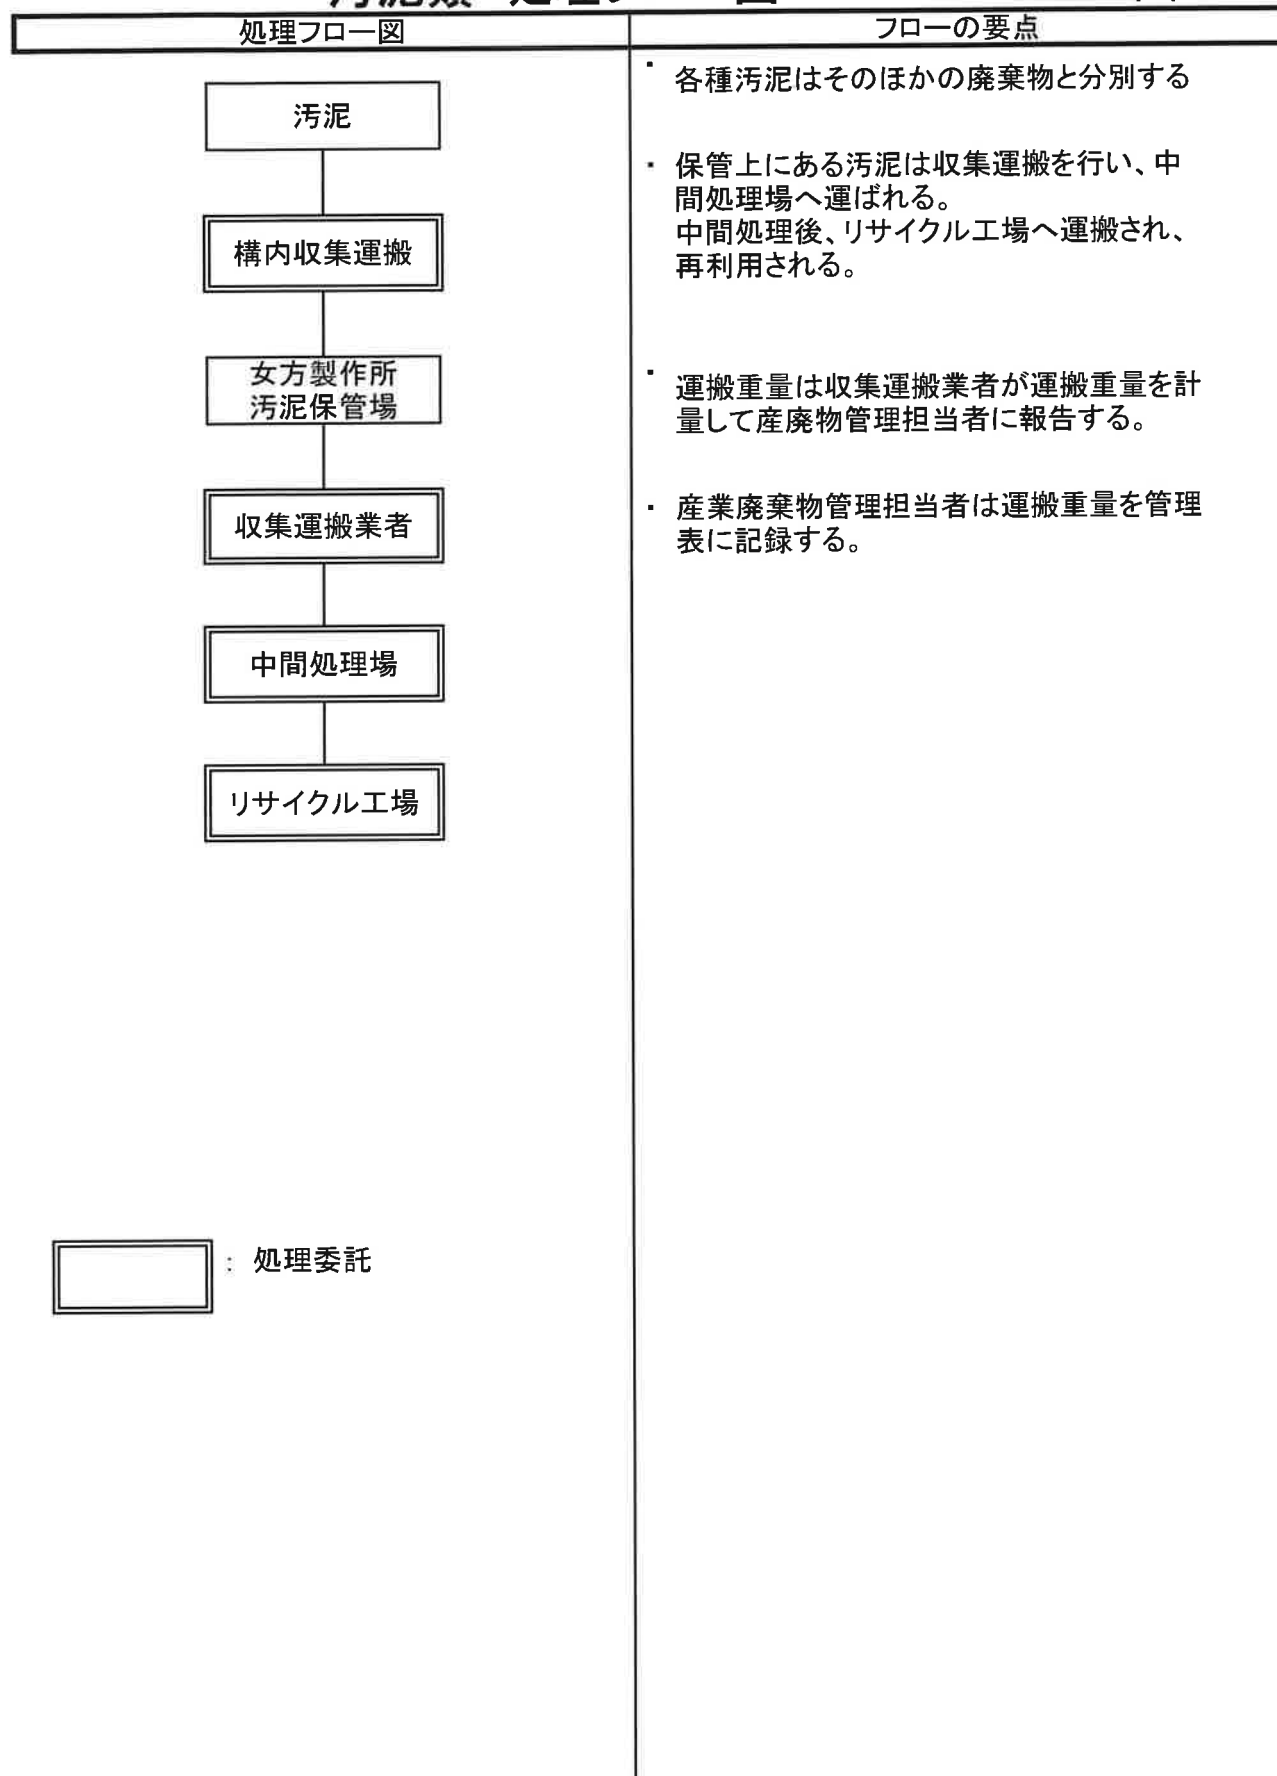 処理フロー図
フローの要点
汚泥
構内収集運搬
女方製作所
汚泥保管場
収集運搬業者
中間処理場
リサイクル工場
: 処理委託
・ 各種汚泥はそのほかの廃棄物と分別する
・ 保管上にある汚泥は収集運搬を行い、中
間処理場へ運ばれる。
中間処理後、リサイクル工場へ運搬され、
再利用される。
・ 運搬重量は収集運搬業者が運搬重量を計
量して産廃物管理担当者に報告する。
・ 産業廃棄物管理担当者は運搬重量を管理
表に記録する。